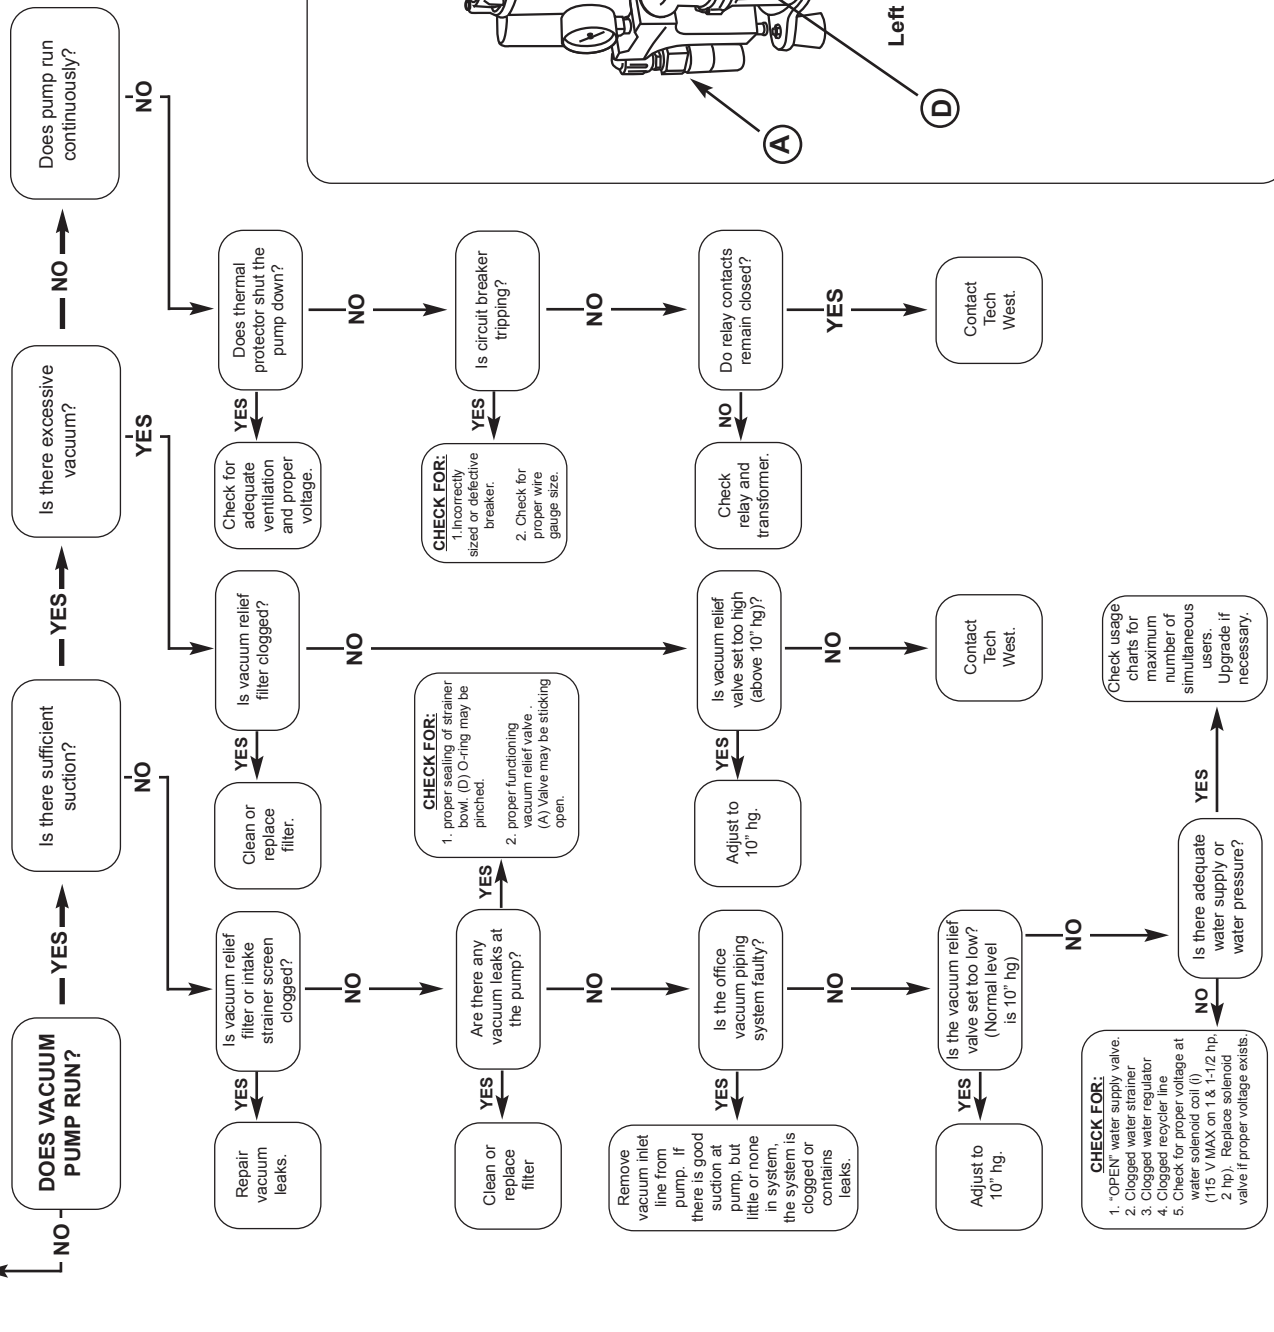 NO
DOES VACUUM
PUMP RUN?
YES
Is there sufficient
suction?
YES
Is there excessive
vacuum?
NO
Does pump run
continuously?
NO
YES
NO
Is vacuum relief
filter or intake
strainer screen
clogged?
YES
Repair
vacuum
leaks.
NO
Are there any
vacuum leaks at
the pump?
YES
Clean or
replace
filter
YES
CHECK FOR:
1. proper sealing of strainer
bowl. (D) O-ring may be
pinched.
2. proper functioning
vacuum relief valve .
(A) Valve may be sticking
open.
NO
Is the office
vacuum piping
system faulty?
YES
Remove
vacuum inlet
line from
pump. If
there is good
suction at
pump, but
little or none
in system,
the system is
clogged or
contains
leaks.
NO
Is the vacuum relief
valve set too low?
(Normal level
is 10" hg)
YES
Adjust to
10" hg.
NO
Is there adequate
water supply or
water pressure?
NO
CHECK FOR:
1. "OPEN" water supply valve.
2. Clogged water strainer
3. Clogged water regulator
4. Clogged recycler line
5. Check for proper voltage at
water solenoid coil (i)
(115 V MAX on 1 & 1-1/2 hp,
2 hp). Replace solenoid
valve if proper voltage exists.
YES
Check usage
charts for
maximum
number of
simultaneous
users.
Upgrade if
necessary.
Is vacuum relief
filter clogged?
YES
Clean or
replace
filter.
NO
Is vacuum relief
valve set too high
(above 10" hg)?
YES
Adjust to
10" hg.
NO
Contact
Tech
West.
Does thermal
protector shut the
pump down?
YES
Check for
adequate
ventilation
and proper
voltage.
NO
Is circuit breaker
tripping?
YES
CHECK FOR:
1.Incorrectly
sized or defective
breaker.
2. Check for
proper wire
gauge size.
NO
Do relay contacts
remain closed?
NO
Check
relay and
transformer.
YES
Contact
Tech
West.
A
D
Left